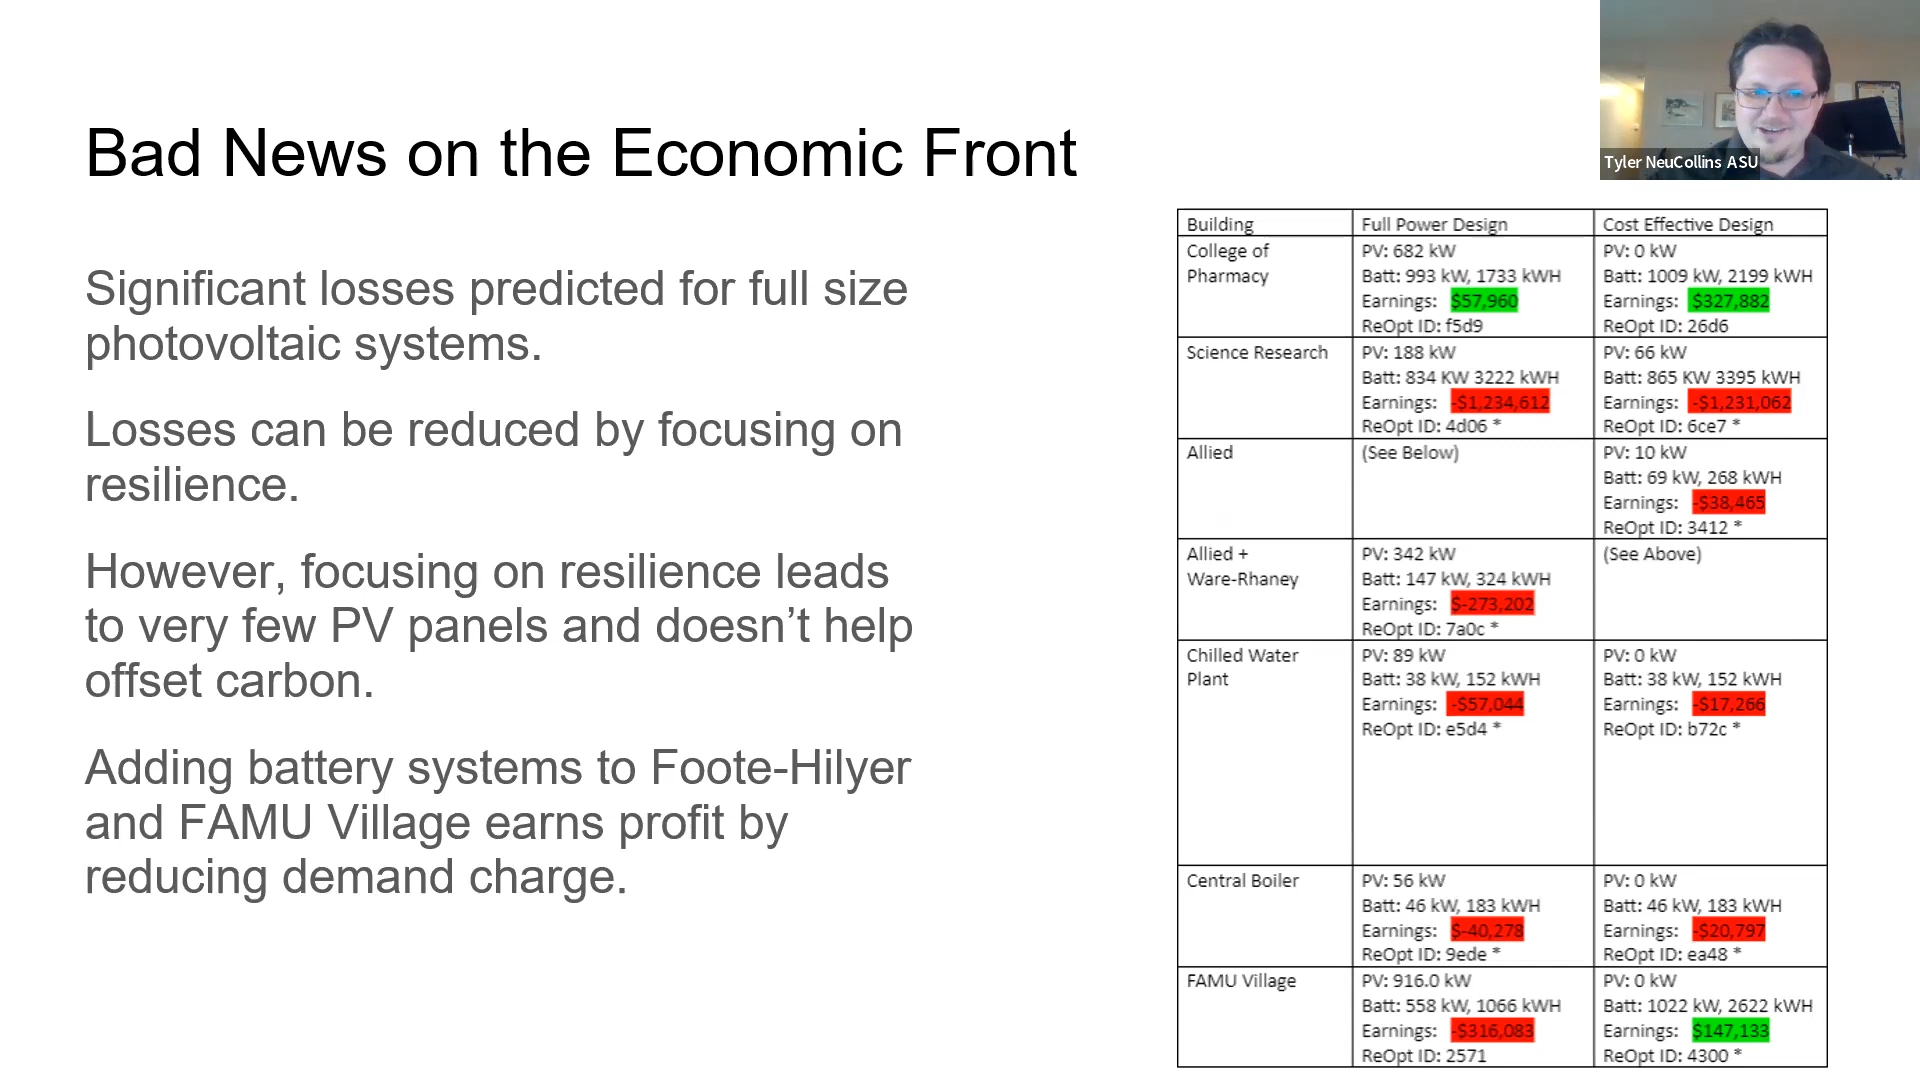 Bad News on the Economic Front
Tyler NeuCollins ASU
Significant losses predicted for full size
photovoltaic systems.
Losses can be reduced by focusing on
resilience.
However, focusing on resilience leads
to very few PV panels and doesn’t help
offset carbon.
Adding battery systems to Foote-Hilyer
and FAMU Village earns profit by
reducing demand charge.
Building
Full Power Design
Cost Effective Design
College of
Pharmacy
PV: 682 kW
Batt: 993 kW, 1733 kWH
Earnings: $57,960
ReOpt ID: f5d9
PV: 0 kW
Batt: 1009 kW, 2199 kWH
Earnings: $327,882
ReOpt ID: 26d6
Science Research
PV: 188 kW
Batt: 834 KW 3222 kWH
Earnings: -$1,234,612
ReOpt ID: 4d06 *
PV: 66 kW
Batt: 865 KW 3395 kWH
Earnings: -$1,231,062
ReOpt ID: 6ce7 *
Allied
(See Below)
PV: 10 kW
Batt: 69 kW, 268 kWH
Earnings: -$38,465
ReOpt ID: 3412 *
Allied +
Ware-Rhaney
PV: 342 kW
Batt: 147 kW, 324 kWH
Earnings: $-273,202
ReOpt ID: 7a0c *
(See Above)
Chilled Water
Plant
PV: 89 kW
Batt: 38 kW, 152 kWH
Earnings: -$57,044
ReOpt ID: e5d4 *
PV: 0 kW
Batt: 38 kW, 152 kWH
Earnings: -$17,266
ReOpt ID: b72c *
Central Boiler
PV: 56 kW
Batt: 46 kW, 183 kWH
Earnings: $-40,278
ReOpt ID: 9ede *
PV: 0 kW
Batt: 46 kW, 183 kWH
Earnings: -$20,797
ReOpt ID: ea48 *
FAMU Village
PV: 916.0 kW
Batt: 558 kW, 1066 kWH
Earnings: -$316,083
ReOpt ID: 2571
PV: 0 kW
Batt: 1022 kW, 2622 kWH
Earnings: $147,133
ReOpt ID: 4300 *